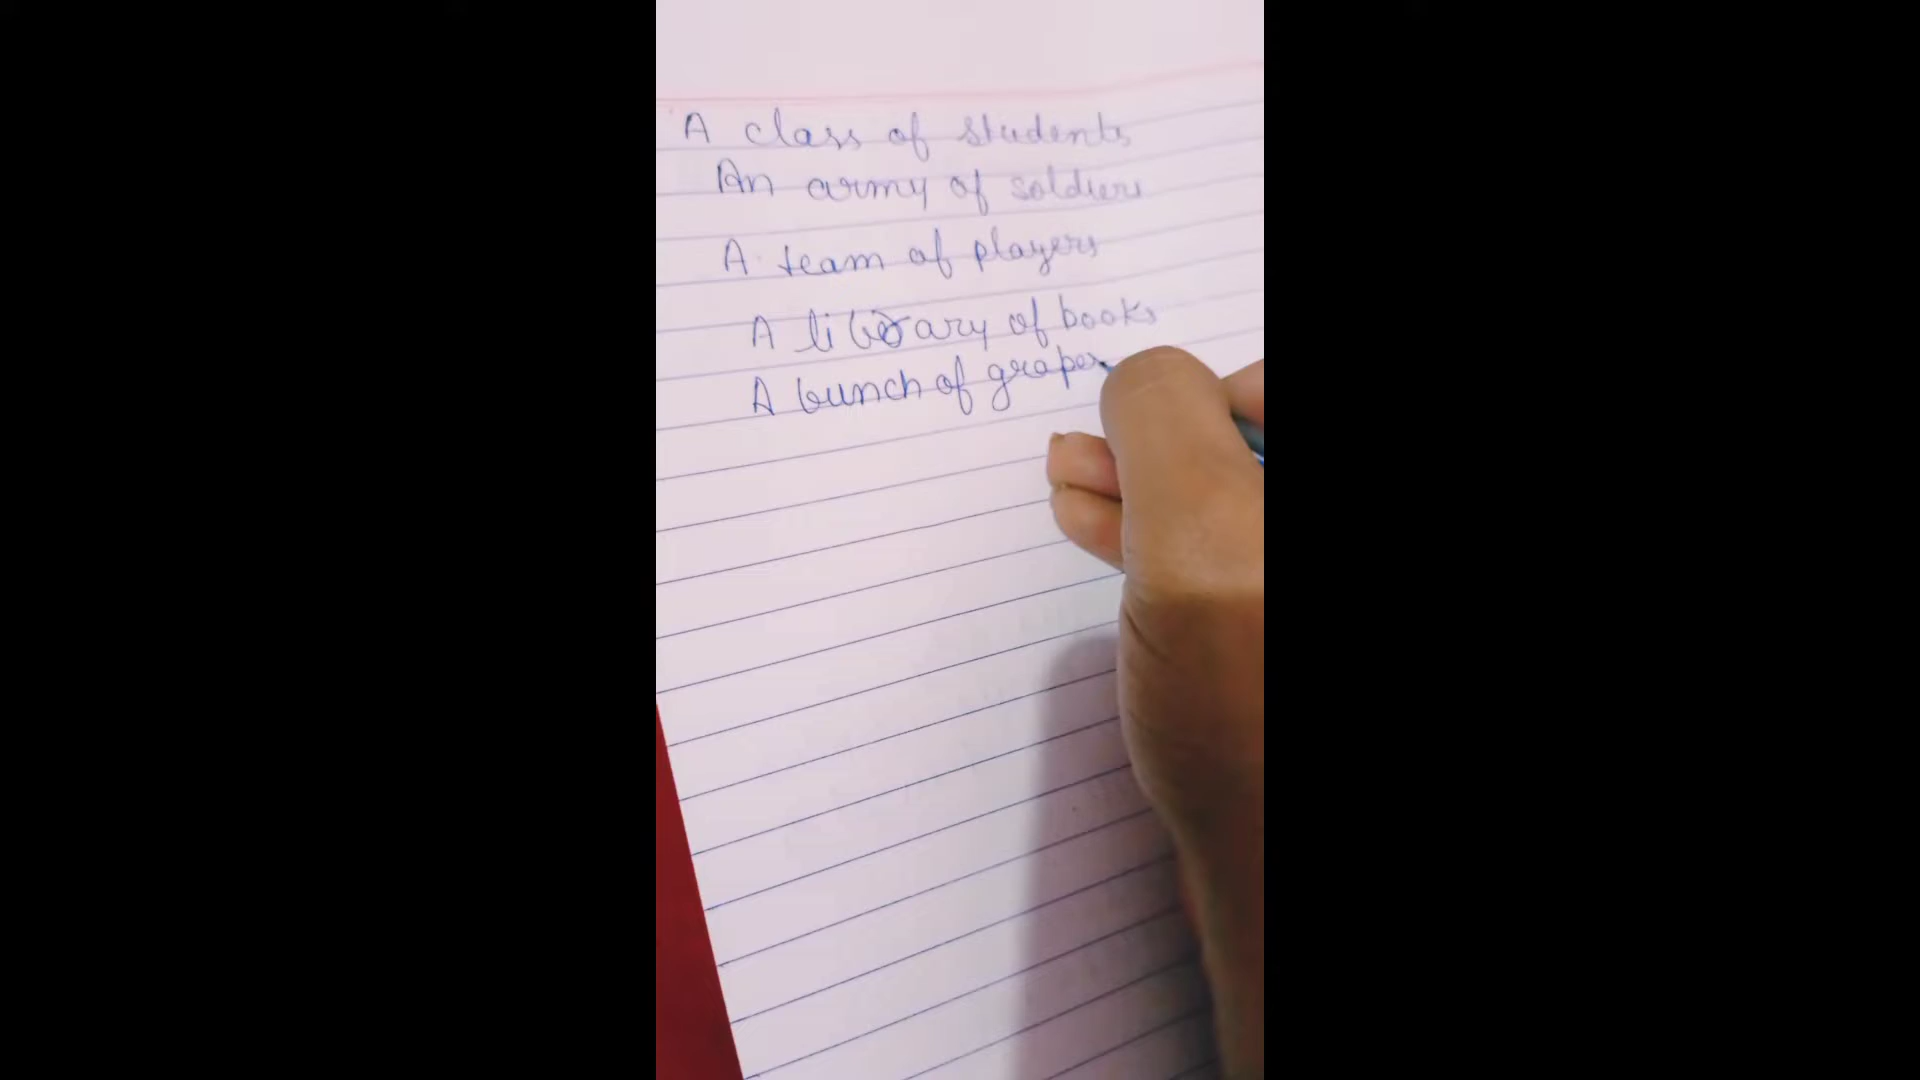 A class of students
An army of soldiers
A team of players
A library of books
A bunch of grapes